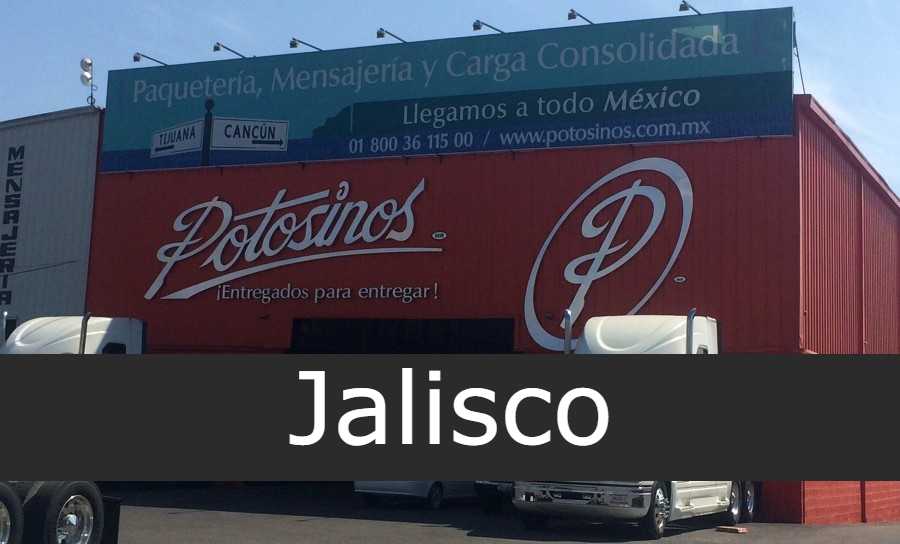 Paquetería, Mensajería y Carga Consolidada
Llegamos a todo México
TIJUANA
CANCÚN
01 800 36 115 00 / www.potosinos.com.mx
MENSAJERIA
Potosinos
¡Entregados para entregar!
P
Jalisco